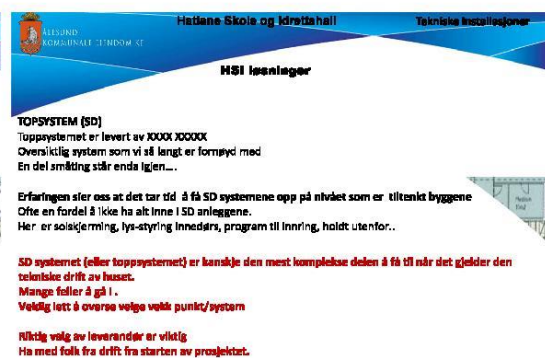 ÅLESUND
KOMMUNALE EIENDOM KF
Hatlane Skole og Idrettahall
Tekniske Installasjoner
HSI løsninger
TOPSYSTEM (SD)
Toppsystemet er levert av XXXX XXXXX
Oversiktlig system som vi så langt er fornøyd med
En del småting står enda igjen....
Erfaringen sier oss at det tar tid å få SD systemene opp på nivået som er tiltenkt byggene
Ofte en fordel å ikke ha alt inne i SD anleggene.
Her er solskjerming, lys-styring innedørs, program til innring, holdt utenfor..
SD systemet (eller toppsystemet) er kanskje den mest komplekse delen å få til når det gjelder den
tekniske drift av huset.
Mange feller å gå i .
Veldig lett å overse velge vekk punkt/system
Riktig valg av leverandør er viktig
Ha med folk fra drift fra starten av prosjektet.